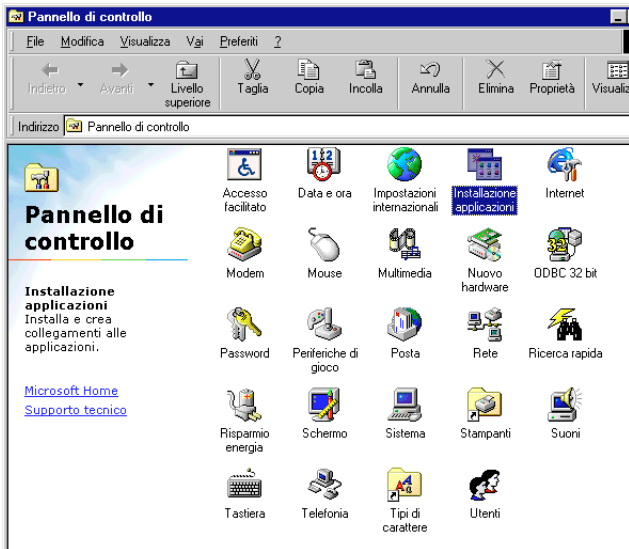 Pannello di controllo
File Modifica Visualizza Vai Preferiti ?
Indietro Avanti Livello superiore Taglia Copia Incolla Annulla Elimina Proprietà
Indirizzo Pannello di controllo
Pannello di
controllo
Installazione
applicazioni
Installa e crea
collegamenti alle
applicazioni.
Microsoft Home
Supporto tecnico
Accesso
facilitato
Data e ora
Impostazioni
internazionali
Installazione
applicazioni
Internet
Modem
Mouse
Multimedia
Nuovo
hardware
ODBC 32 bit
Password
Periferiche di
gioco
Posta
Rete
Ricerca rapida
Risparmio
energia
Schermo
Sistema
Stampanti
Suoni
Tastiera
Telefonia
Tipi di
carattere
Utenti